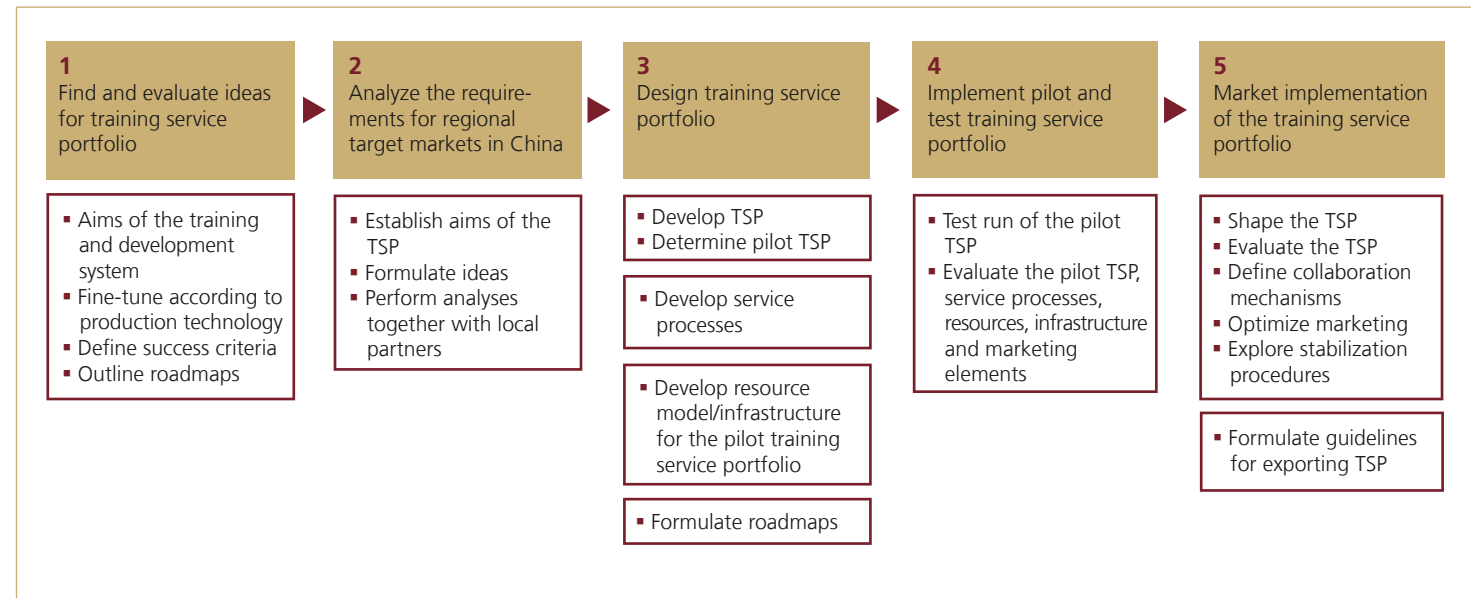 1
Find and evaluate ideas
for training service
portfolio
▪ Aims of the training
and development
system
▪ Fine-tune according to
production technology
▪ Define success criteria
▪ Outline roadmaps
2
Analyze the require-
ments for regional
target markets in China
▪ Establish aims of the
TSP
▪ Formulate ideas
▪ Perform analyses
together with local
partners
3
Design training service
portfolio
▪ Develop TSP
▪ Determine pilot TSP
▪ Develop service
processes
▪ Develop resource
model/infrastructure
for the pilot training
service portfolio
▪ Formulate roadmaps
4
Implement pilot and
test training service
portfolio
▪ Test run of the pilot
TSP
▪ Evaluate the pilot TSP,
service processes,
resources, infrastructure
and marketing
elements
5
Market implementation
of the training service
portfolio
▪ Shape the TSP
▪ Evaluate the TSP
▪ Define collaboration
mechanisms
▪ Optimize marketing
▪ Explore stabilization
procedures
▪ Formulate guidelines
for exporting TSP